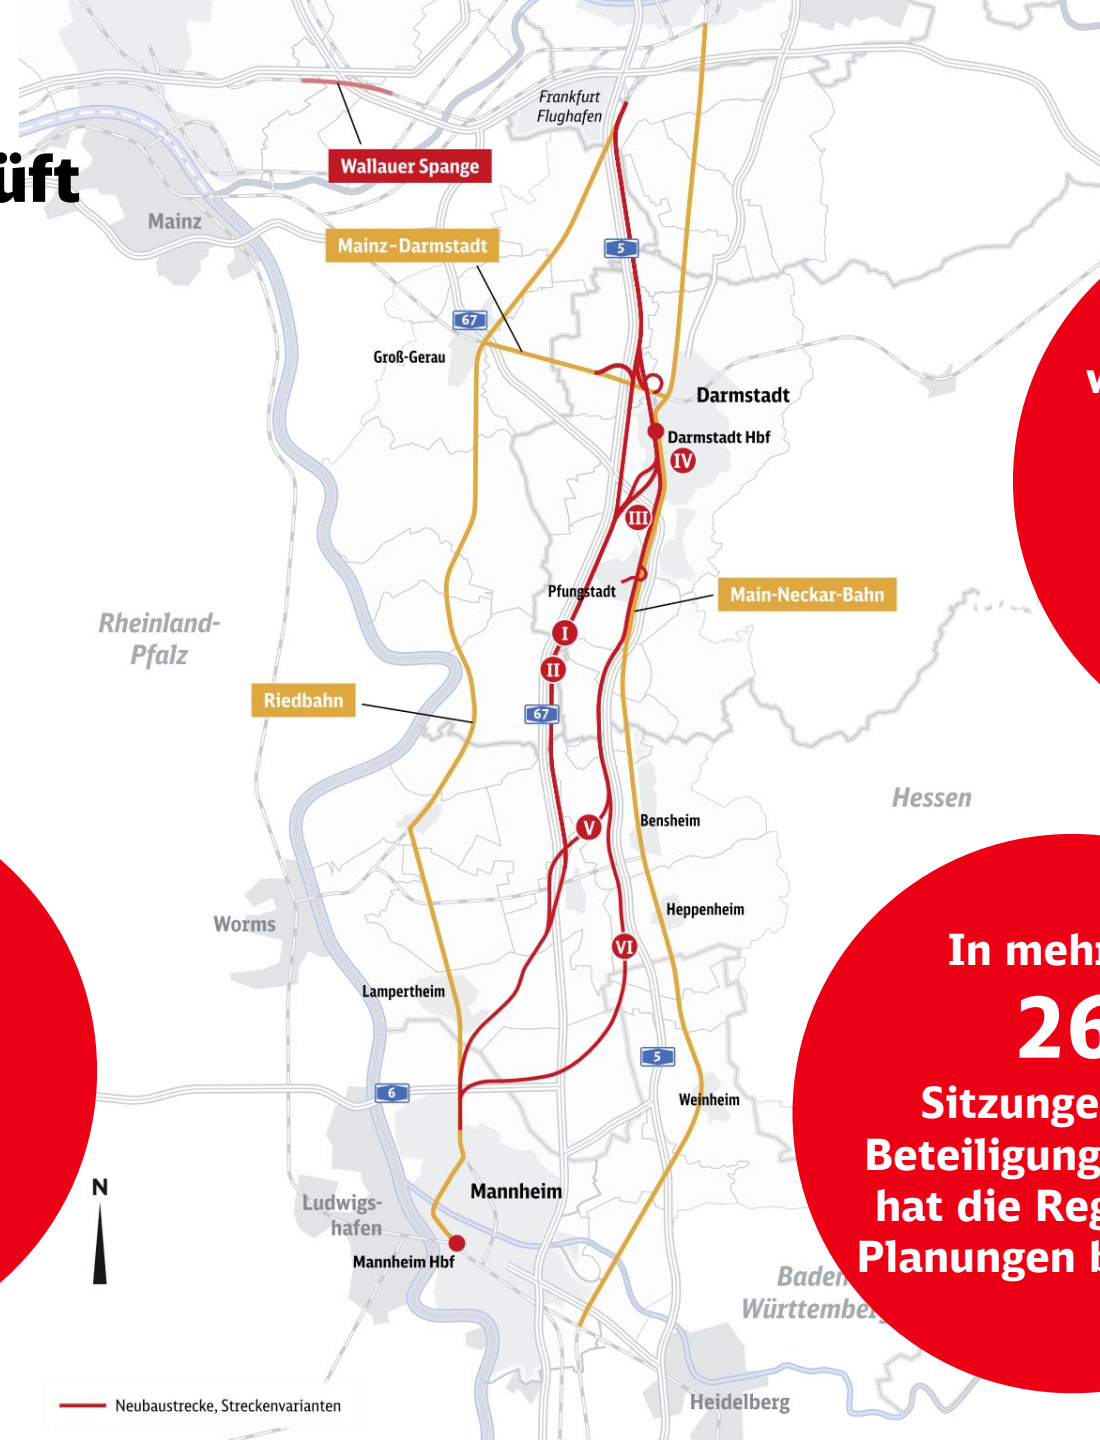 Frankfurt
Flughafen
üft
Wallauer Spange
Mainz
Mainz–Darmstadt
5
67
Groß-Gerau
Darmstadt
Darmstadt Hbf
IV
III
Pfungstadt
Main-Neckar-Bahn
Rheinland-
Pfalz
I
II
Riedbahn
67
Hessen
V
Bensheim
Heppenheim
Worms
VI
In meh
26
Lampertheim
5
6
Weinheim
Sitzunge
Beteiligung
hat die Reg
Planungen b
N
Mannheim
Ludwigs-
hafen
Mannheim Hbf
Baden
Württember
Heidelberg
Neubaustrecke, Streckenvarianten